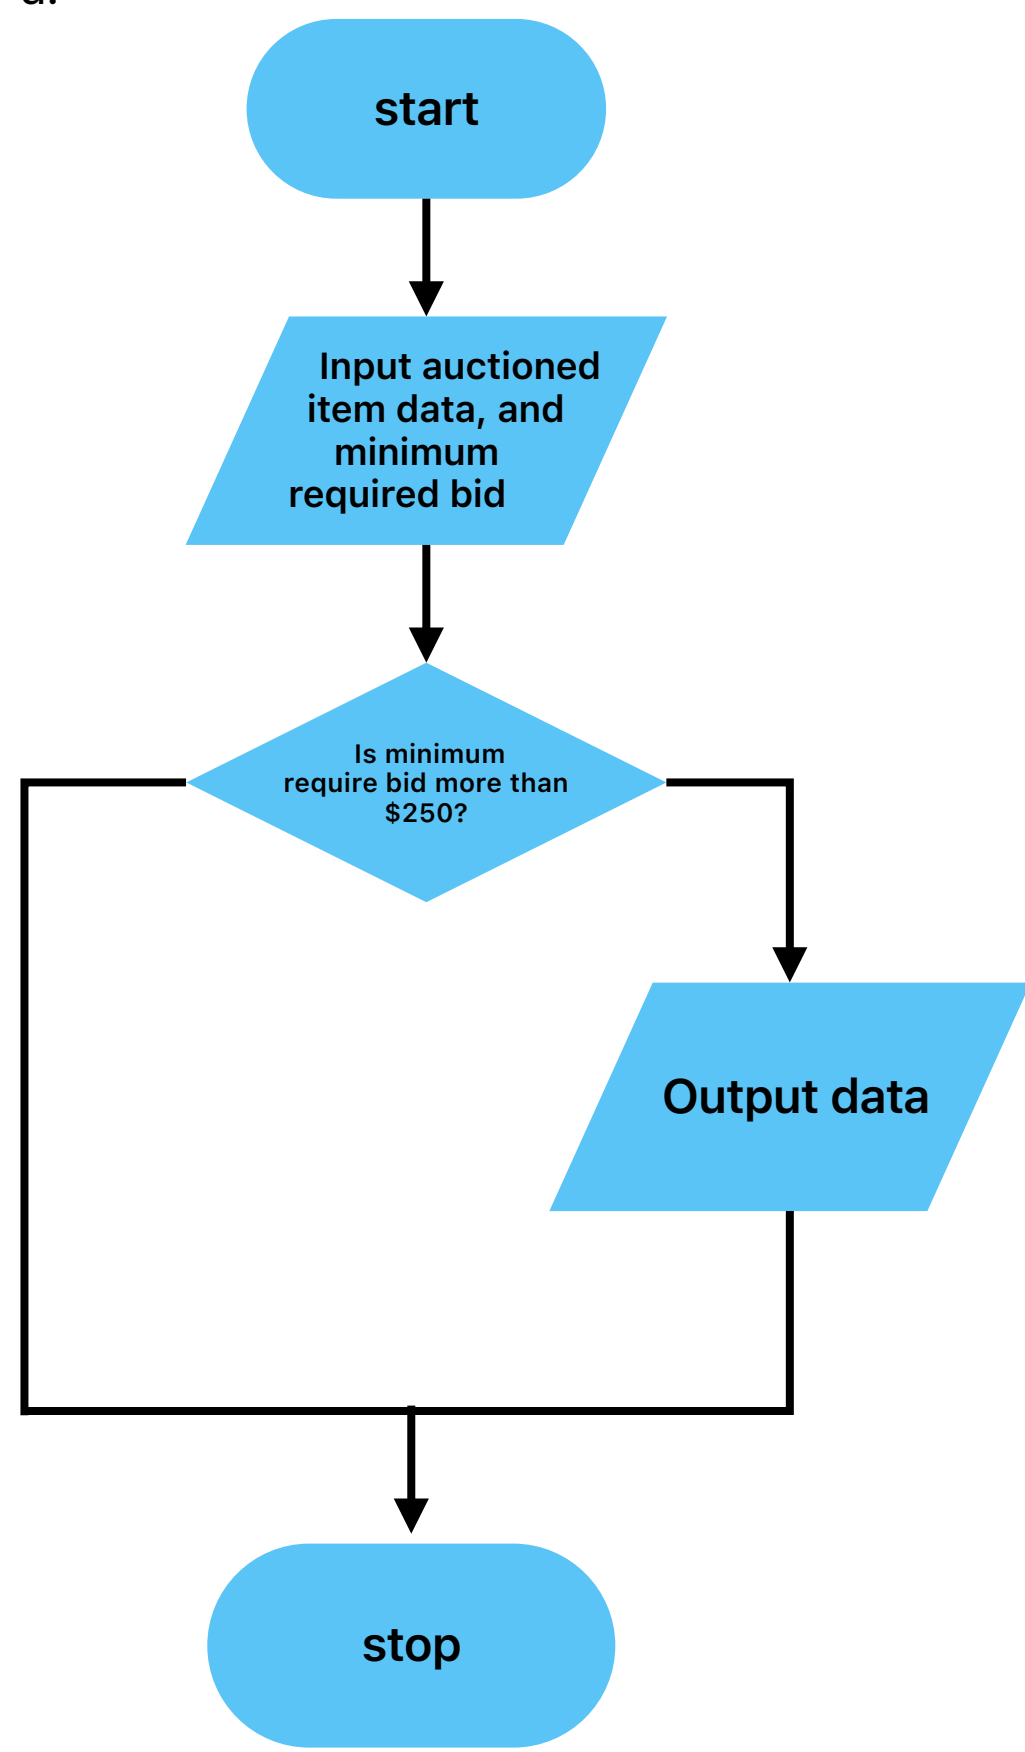 start
Input auctioned
item data, and
minimum
required bid
Is minimum
require bid more than
$250?
Output data
stop